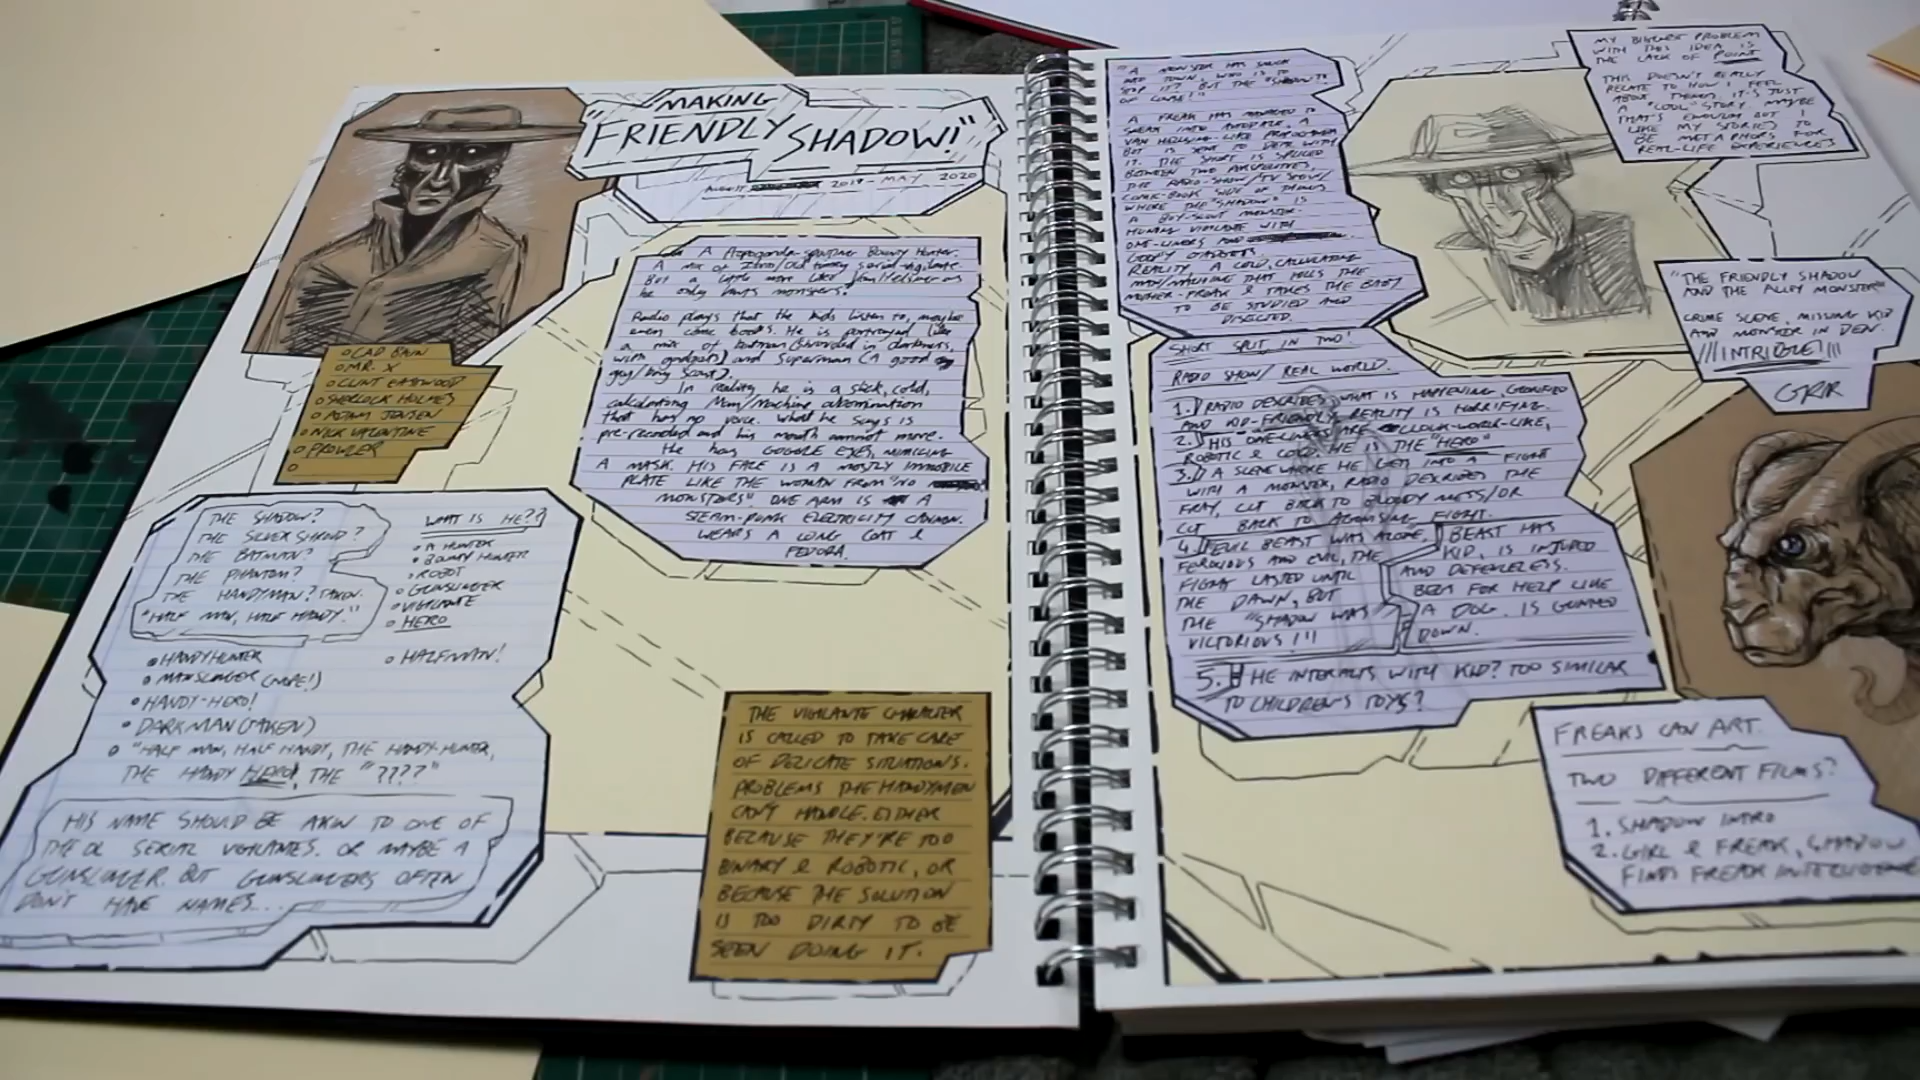 MAKING
"FRIENDLY SHADOW!"
AUGUST 2019 - MAY 2020
A Propaganda-spouting Bounty Hunter.
A mix of Zorro/Old timey serial vigilante.
But a little more like Van Helsing as
he only hunts monsters.
Radio plays that the kids listen to, maybe
even comic books. He is portrayed like
a mix of Batman (shrouded in darkness,
with gadgets) and Superman (A good
guy/boy scout).
In reality he is a slick, cold,
calculating Man/Machine abomination
that has no voice. What he says is
pre-recorded and his mouth cannot move.
He has GOGGLE EYES, MIMICING
A MASK. HIS FACE IS A MOSTLY IMMOBILE
PLATE LIKE THE WOMAN FROM "NO
MONSTERS" ONE ARM IS A
STEAM-PUNK ELECTRICITY CANNON.
WEARS A LONG COAT &
FEDORA.
CAD BANE
MR. X
CLINT EASTWOOD
SHERLOCK HOLMES
ADAM JENSEN
NICK VALENTINE
PROWLER
THE SHADOW?
THE SILVER SHROUD?
THE BATMAN?
THE PHANTOM?
THE HANDYMAN? TAKEN.
"HALF MAN, HALF HANDY."
WHAT IS HE??
A HUNTER
BOUNTY HUNTER
ROBOT
GUNSLINGER
VIGILANTE
HERO
HALFMAN!
HANDYHUNTER
MANSLINGER (NOPE!)
HANDY-HERO!
DARKMAN (TAKEN)
"HALF MAN, HALF HANDY, THE HANDY-HUNTER,
THE HANDY HERO! THE "????"
HIS NAME SHOULD BE AKIN TO ONE OF
THE OL SERIAL VIGILANTES. OR MAYBE A
GUNSLINGER. BUT GUNSLINGERS OFTEN
DON'T HAVE NAMES...
THE VIGILANTE CHARACTER
IS CALLED TO TAKE CARE
OF DELICATE SITUATIONS.
PROBLEMS THE HANDYMEN
CAN'T HANDLE. EITHER
BECAUSE THEY'RE TOO
BINARY & ROBOTIC, OR
BECAUSE THE SOLUTION
IS TOO DIRTY TO BE
SEEN DOING IT.
"A MONSTER HAS SNUCK
INTO TOWN. WHO IS TO
STOP IT? BUT THE "SHADOW"!
OF COURSE!"
A FREAK HAS MANAGED TO
SNEAK INTO A
VAN HELSING-LIKE
BUT IS SENT TO DEAL WITH
IT. THE SHORT IS SPLICED
BETWEEN TWO PERSPECTIVES.
THE RADIO-SHOW/TV SHOW/
COMIC-BOOK SIDE OF THINGS
WHERE THE "SHADOW" IS
A BOY-SCOUT MONSTER-
HUNTING VIGILANTE WITH
ONE-LINERS AND
GOOFY GADGETS.
REALITY: A COLD, CALCULATING
MAN/MACHINE THAT KILLS THE
MOTHER-FREAK & TAKES THE BABY
TO BE STUDIED AND
DISECTED.
MY BIGGEST PROBLEM
WITH THIS IDEA IS
THE LACK OF POINT
THIS DOESN'T REALLY
RELATE TO HOW I FEEL
ABOUT THINGS, IT'S JUST
A "COOL" STORY. MAYBE
THAT'S ENOUGH BUT I
LIKE MY STORIES TO
BE METAPHORS FOR
REAL-LIFE EXPERIENCES
"THE FRIENDLY SHADOW
AND THE ALLEY MONSTER"
CRIME SCENE, MISSING KID
AND MONSTER IN DEN.
GRRR
SHORT SPLIT IN TWO!
RADIO SHOW/ REAL WORLD.
1. RADIO DESCRIBES WHAT IS HAPPENING, GLORIFIED
AND KID-FRIENDLY. REALITY IS HORRIFYING.
2. HIS ONE-LINERS ARE CLOCK-WORK-LIKE,
ROBOTIC & COLD. HE IS THE "HERO"
3. A SCENE WHERE HE GETS INTO A FIGHT
WITH A MONSTER, RADIO DESCRIBES THE
FRAY, CUT BACK TO BLOODY MESS/OR
CUT BACK TO FIGHT.
4. EVIL BEAST WAS ALONE,
FEROCIOUS AND EVIL, THE
FIGHT LASTED UNTIL
THE DAWN, BUT
THE "SHADOW WAS
VICTORIOUS!!!
BEAST HAS
KID, IS INJURED
AND DEFENCELESS.
BEGS FOR HELP LIKE
A DOG. IS GUNNED
DOWN.
5. HE INTERACTS WITH KID? TOO SIMILAR
TO CHILDREN'S TOYS?
FREAKS CAN ART.
TWO DIFFERENT FILMS?
1. SHADOW INTRO
2. GIRL & FREAK, SHADOW
FINDS FREAK INTELLIGENCE